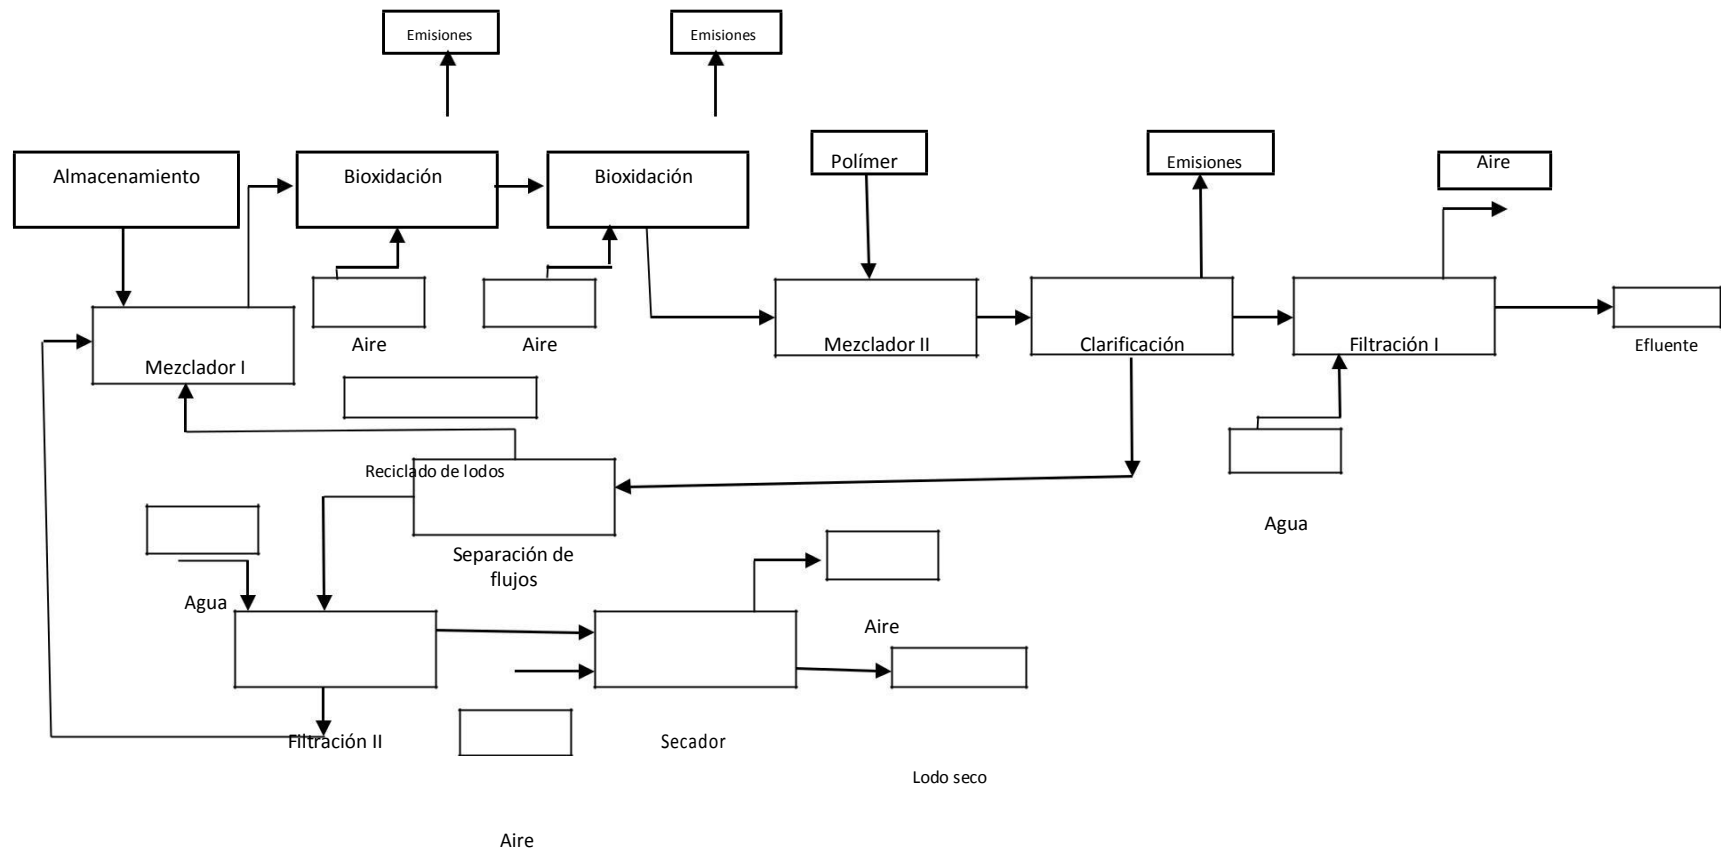 Emisiones
Emisiones
Almacenamiento
Bioxidación
Bioxidación
Polímer
Emisiones
Aire
Mezclador I
Aire
Aire
Mezclador II
Clarificación
Filtración I
Efluente
Reciclado de lodos
Agua
Separación de
flujos
Agua
Aire
Filtración II
Secador
Lodo seco
Aire